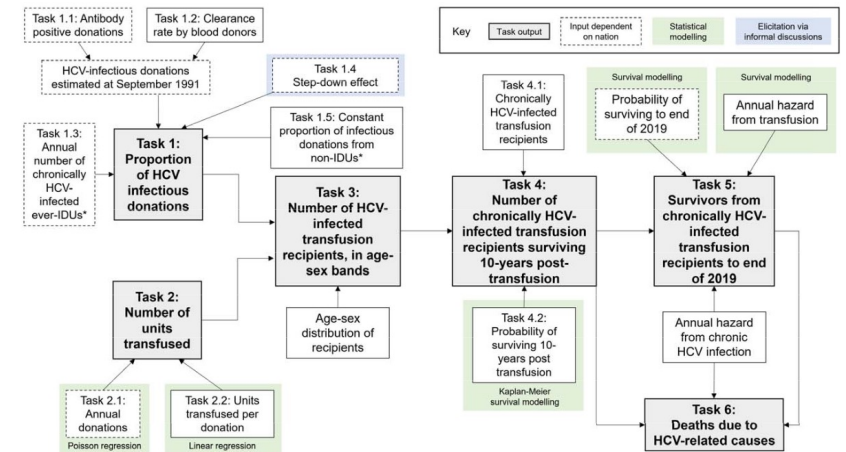 Task 1.1: Antibody
positive donations
Task 1.2: Clearance
rate by blood donors
Key
Task output
Input dependent
on nation
Statistical
modelling
Elicitation via
informal discussions
HCV-infectious donations
estimated at September 1991
Task 1.4
Step-down effect
Task 1.3:
Annual
number of
chronically
HCV-
infected
ever-IDUs*
Task 1:
Proportion
of HCV
infectious
donations
Task 1.5: Constant
proportion of infectious
donations from
non-IDUs*
Task 2:
Number of
units
transfused
Task 2.1:
Annual
donations
Poisson regression
Task 2.2: Units
transfused per
donation
Linear regression
Task 3:
Number of HCV-
infected
transfusion
recipients, in age-
sex bands
Age-sex
distribution of
recipients
Task 4.1:
Chronically
HCV-infected
transfusion
recipients
Task 4:
Number of
chronically HCV-
infected transfusion
recipients surviving
10-years post-
transfusion
Task 4.2:
Probability of
surviving 10-
years post
transfusion
Kaplan-Meier
survival modelling
Survival modelling
Probability of
surviving to end
of 2019
Survival modelling
Annual hazard
from transfusion
Task 5:
Survivors from
chronically HCV-
infected
transfusion
recipients to end
of 2019
Annual hazard
from chronic
HCV infection
Task 6:
Deaths due to
HCV-related causes